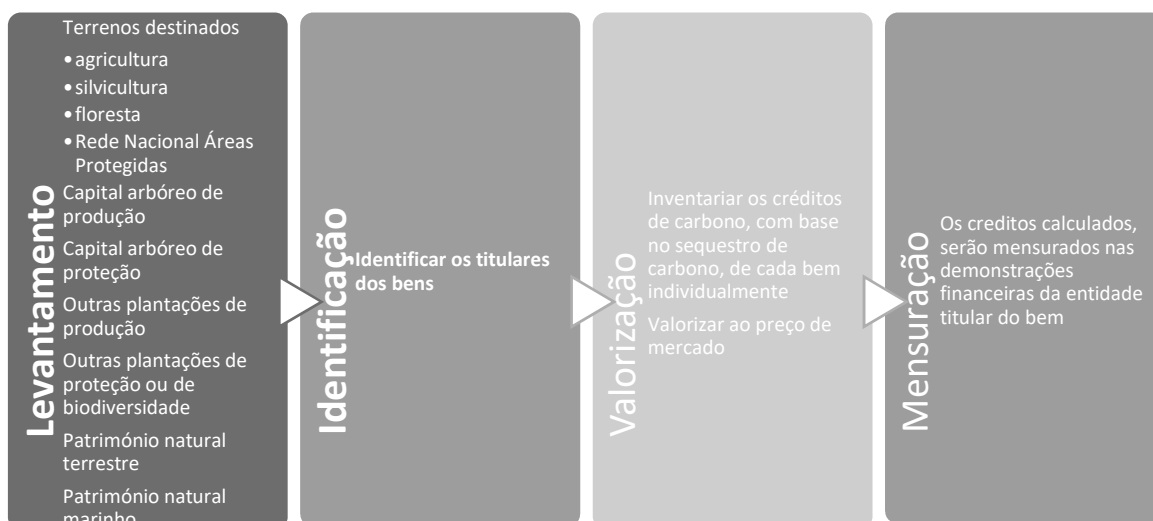 Levantamento
Terrenos destinados
•agricultura
•silvicultura
•floresta
•Rede Nacional Áreas
Protegidas
Capital arbóreo de
produção
Capital arbóreo de
proteção
Outras plantações de
produção
Outras plantações de
proteção ou de
biodiversidade
Património natural
terrestre
Património natural
marinho
Identificação
•Identificar os titulares
dos bens
Valorização
Inventariar os créditos
de carbono, com base
no sequestro de
carbono, de cada bem
individualmente
Valorizar ao preço de
mercado
Mensuração
Os creditos calculados,
serão mensurados nas
demonstrações
financeiras da entidade
titular do bem